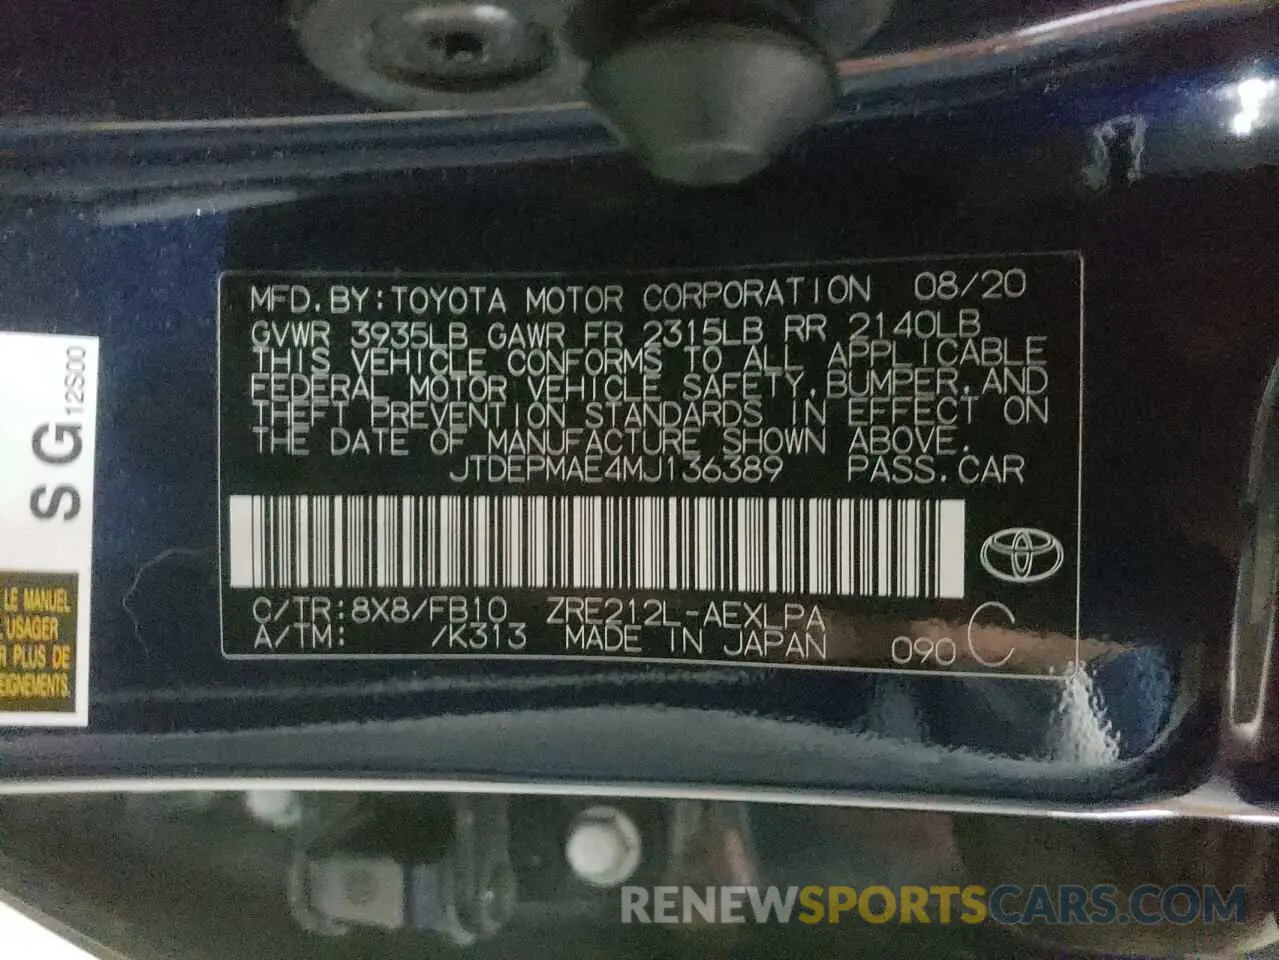 MFD.BY:TOYOTA MOTOR CORPORATION 08/20
GVWR 3935LB GAWR FR 2315LB RR 2140LB
THIS VEHICLE CONFORMS TO ALL APPLICABLE
FEDERAL MOTOR VEHICLE SAFETY,BUMPER,AND
THEFT PREVENTION STANDARDS IN EFFECT ON
THE DATE OF MANUFACTURE SHOWN ABOVE.
JTDEPMAE4MJ136389 PASS.CAR
C/TR:8X8/FB10 ZRE212L-AEXLPA
A/TM: /K313 MADE IN JAPAN 090 C
SG12S00
LE MANUEL
USAGER
R PLUS DE
EIGNEMENTS
RENEWSPORTSCARS.COM